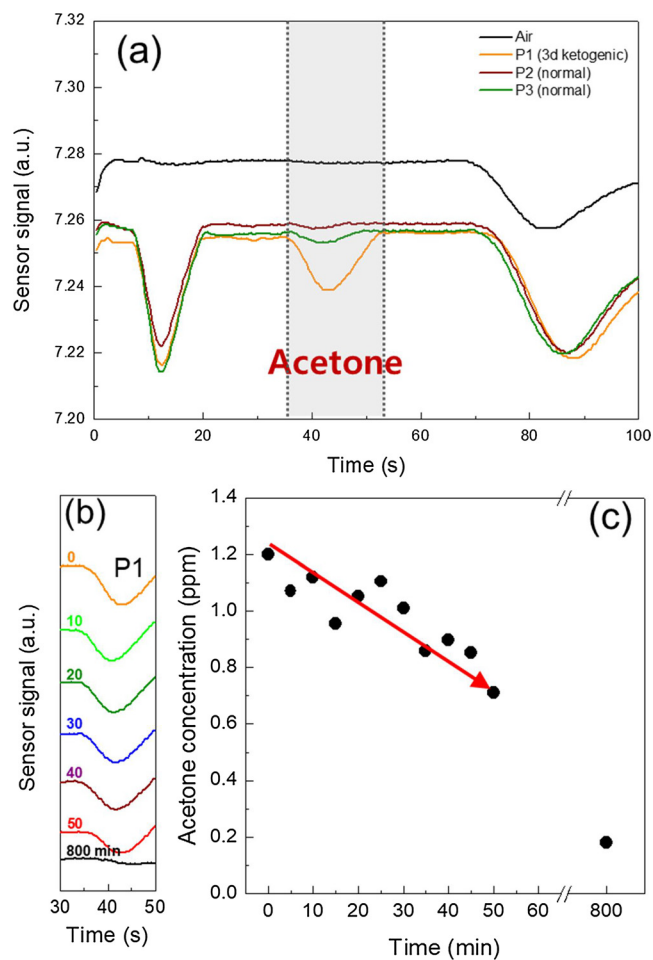 (a)
Sensor signal (a.u.)
7.32
7.30
7.28
7.26
7.24
7.22
7.20
Air
P1 (3d ketogenic)
P2 (normal)
P3 (normal)
Acetone
0 20 40 60 80 100
Time (s)
(b)
Sensor signal (a.u.)
P1
0
10
20
30
40
50
800 min
30 40 50
Time (s)
(c)
Acetone concentration (ppm)
1.4
1.2
1.0
0.8
0.6
0.4
0.2
0.0
0 10 20 30 40 50 60 800
Time (min)